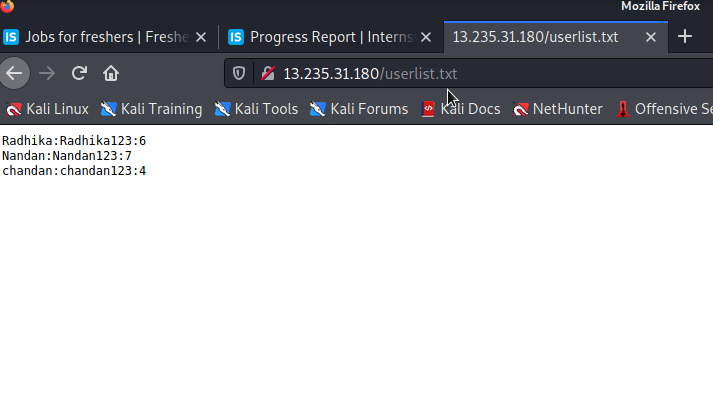 Mozilla Firefox
Jobs for freshers | Freshe
Progress Report | Interns
13.235.31.180/userlist.txt
13.235.31.180/userlist.txt
Kali Linux Kali Training Kali Tools Kali Forums Kali Docs NetHunter Offensive Se
Radhika:Radhika123:6
Nandan:Nandan123:7
chandan:chandan123:4